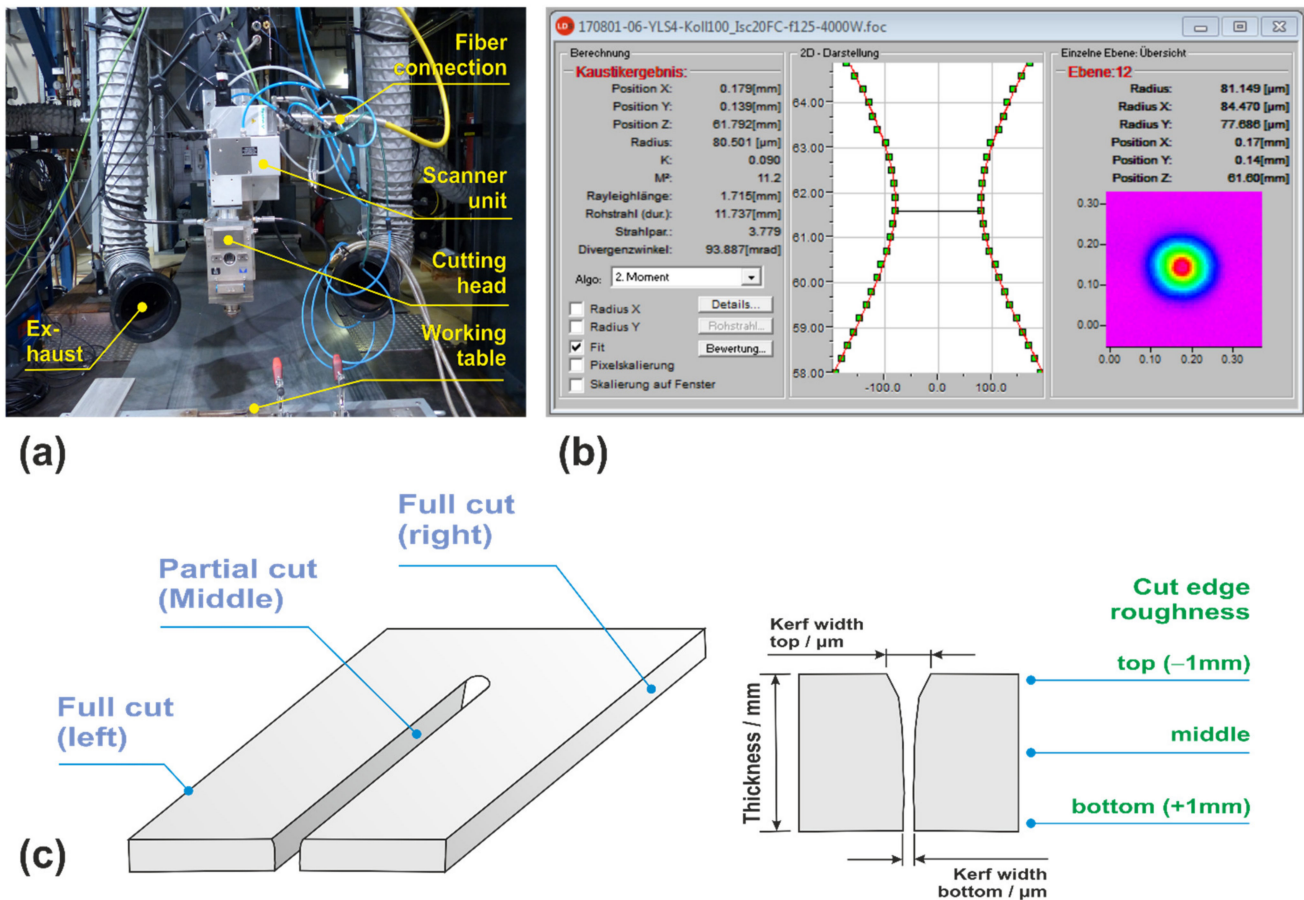 Fiber
connection
Scanner
unit
Cutting
head
Working
table
Ex-
haust
(a)
LD 170801-06-YLS4-Koll100_Isc20FC-f125-4000W.foc
Berechnung
Kaustikergebnis:
Position X: 0.179[mm]
Position Y: 0.139[mm]
Position Z: 61.792[mm]
Radius: 80.501 [µm]
K: 0.090
M²: 11.2
Rayleighlänge: 1.715[mm]
Rohstrahl (dur.): 11.737[mm]
Strahlpar.: 3.779
Divergenzwinkel: 93.887[mrad]
Algo: 2. Moment
Radius X
Radius Y
Fit
Pixelskalierung
Skalierung auf Fenster
Details...
Rohstrahl...
Bewertung...
2D - Darstellung
64.00
63.00
62.00
61.00
60.00
59.00
58.00
-100.0 0.0 100.0
Einzelne Ebene: Übersicht
Ebene:12
Radius: 81.149 [µm]
Radius X: 84.470 [µm]
Radius Y: 77.686 [µm]
Position X: 0.17[mm]
Position Y: 0.14[mm]
Position Z: 61.60[mm]
0.30
0.20
0.10
0.00
0.00 0.10 0.20 0.30
(b)
Full cut
(right)
Partial cut
(Middle)
Full cut
(left)
Kerf width
top / µm
Thickness / mm
Kerf width
bottom / µm
Cut edge
roughness
top (−1mm)
middle
bottom (+1mm)
(c)